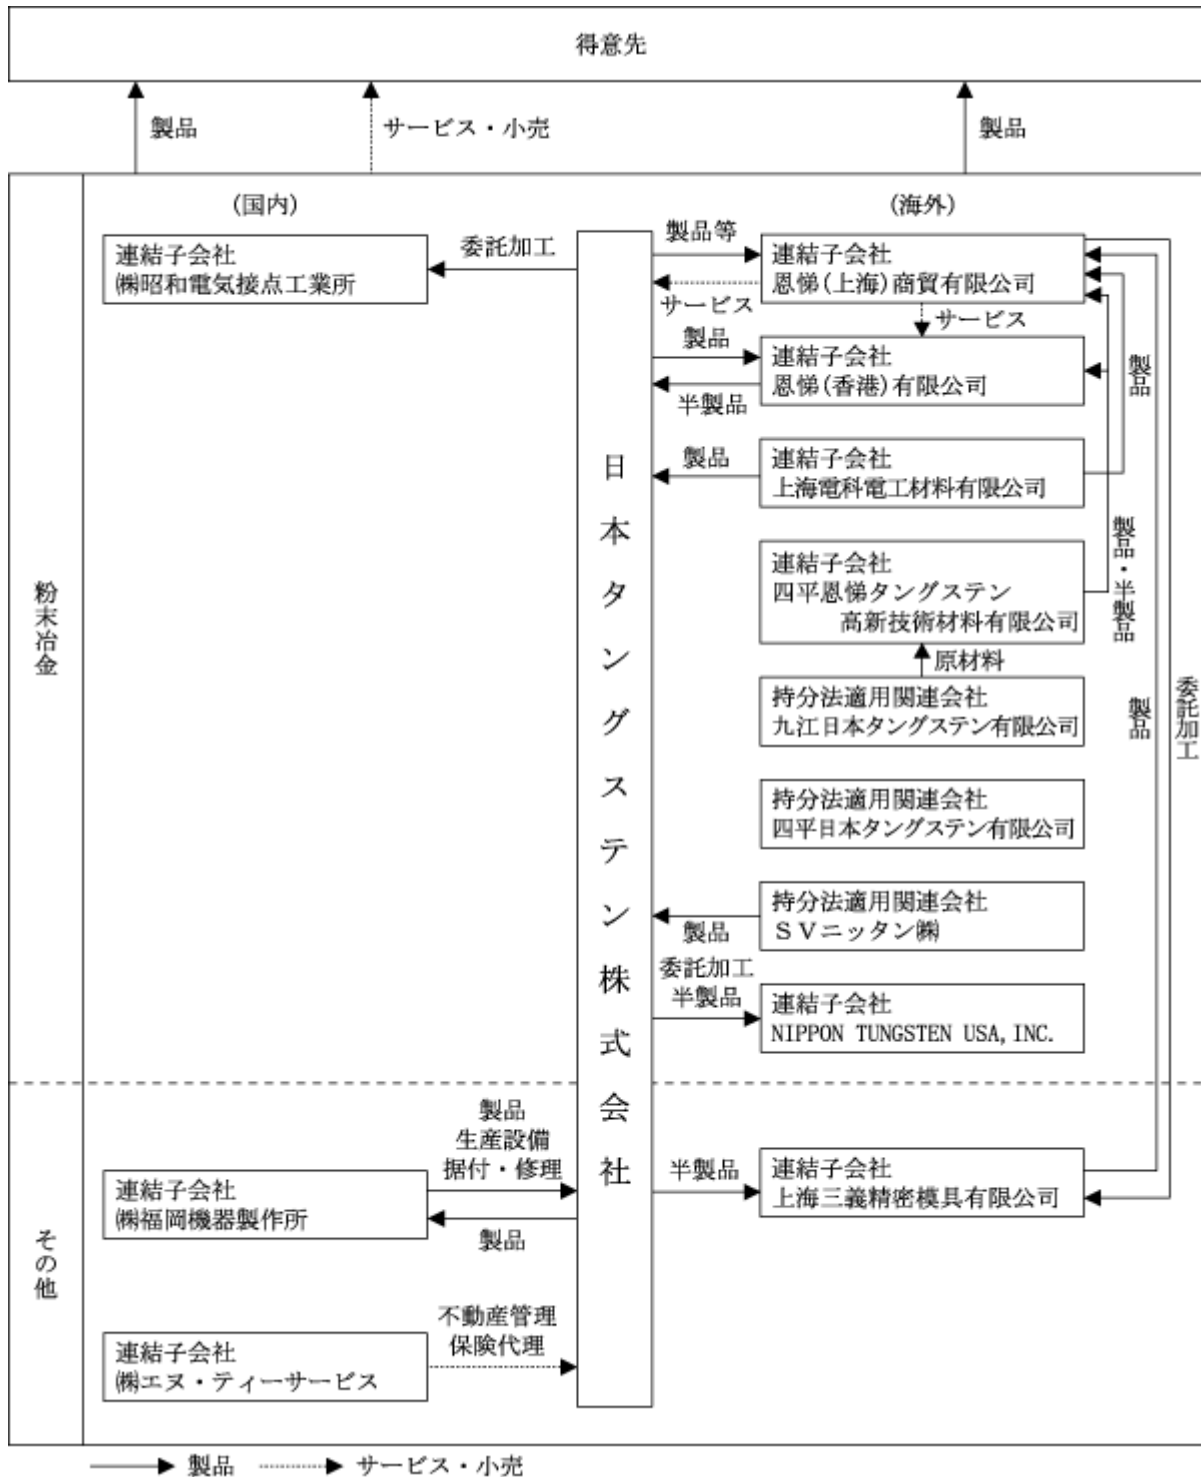 得意先
製品
サービス・小売
製品
粉末冶金
(国内)
(海外)
連結子会社
㈱昭和電気接点工業所
委託加工
日本タングステン株式会社
製品等
サービス
連結子会社
恩悌(上海)商貿有限公司
サービス
製品
半製品
連結子会社
恩悌(香港)有限公司
製品
連結子会社
上海電科電工材料有限公司
製品
連結子会社
四平恩悌タングステン
高新技術材料有限公司
製品・半製品
原材料
持分法適用関連会社
九江日本タングステン有限公司
製品
委託加工
持分法適用関連会社
四平日本タングステン有限公司
持分法適用関連会社
ＳＶニッタン㈱
製品
委託加工
半製品
連結子会社
NIPPON TUNGSTEN USA, INC.
その他
製品
生産設備
据付・修理
連結子会社
㈱福岡機器製作所
製品
半製品
連結子会社
上海三義精密模具有限公司
不動産管理
保険代理
連結子会社
㈱エヌ・ティーサービス
製品
サービス・小売